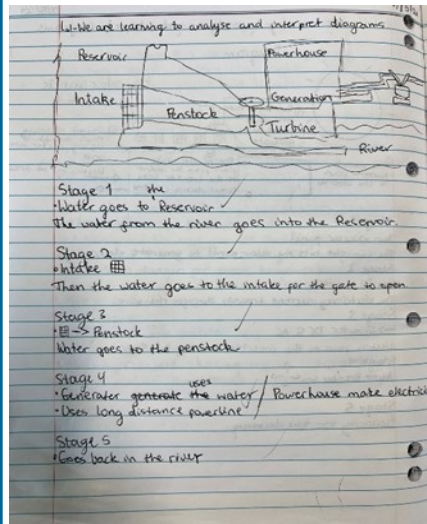 LI-We are learning to analyse and interpret diagrams
Reservoir
Powerhouse
Intake
Generation
Penstock
Turbine
River
Stage 1
•Water goes to the Reservoir
The water from the river goes into the Reservoir.
Stage 2
•Intake
Then the water goes to the intake for the gate to open
Stage 3
-> Penstock
Water goes to the penstock
Stage 4
•Generater generate the uses water Powerhouse make electric
•Uses long distance powerline
Stage 5
•Goes back in the river